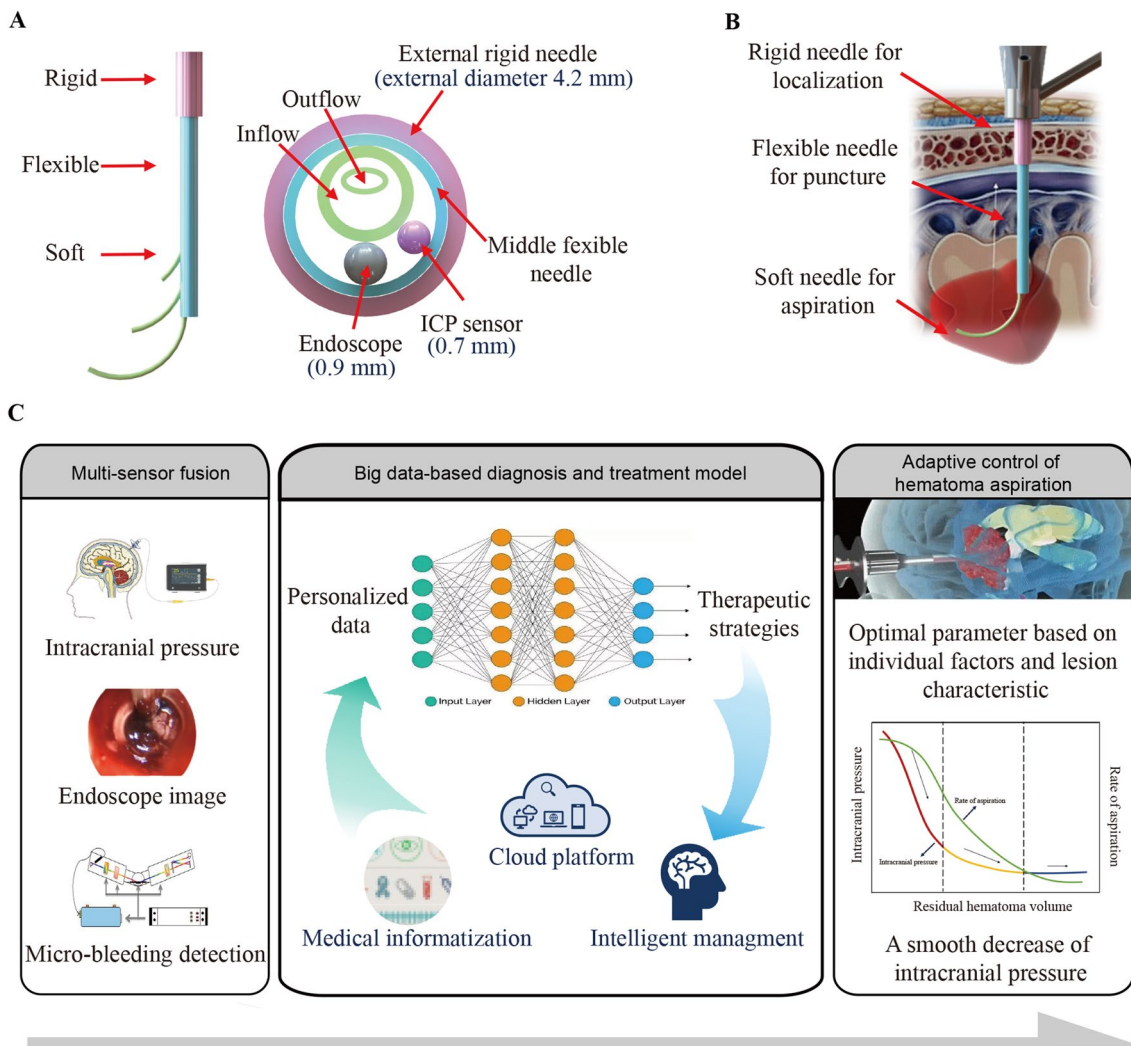 A
Rigid
Flexible
Soft
External rigid needle
(external diameter 4.2 mm)
Outflow
Inflow
Middle fexible
needle
ICP sensor
(0.7 mm)
Endoscope
(0.9 mm)
B
Rigid needle for
localization
Flexible needle
for puncture
Soft needle for
aspiration
C
Multi-sensor fusion
Intracranial pressure
Endoscope image
Micro-bleeding detection
Big data-based diagnosis and treatment model
Personalized
data
Therapeutic
strategies
Input Layer
Hidden Layer
Output Layer
Cloud platform
Medical informatization
Intelligent managment
Adaptive control of
hematoma aspiration
Optimal parameter based on
individual factors and lesion
characteristic
Intracranial pressure
Rate of aspiration
Intracranial pressure
Rate of
aspiration
Residual hematoma volume
A smooth decrease of
intracranial pressure